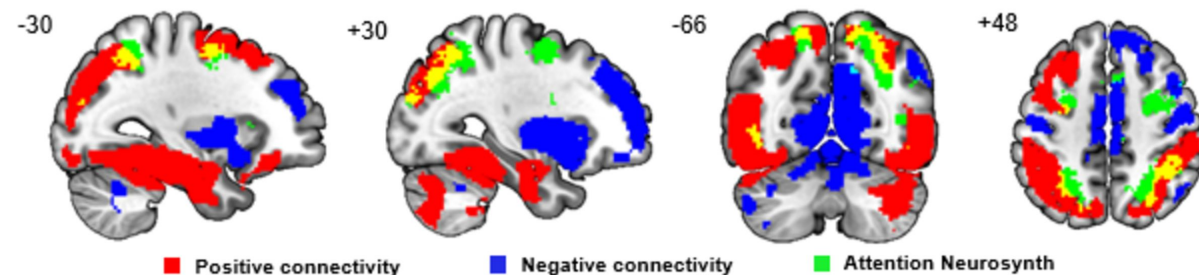 -30
+30
-66
+48
Positive connectivity
Negative connectivity
Attention Neurosynth